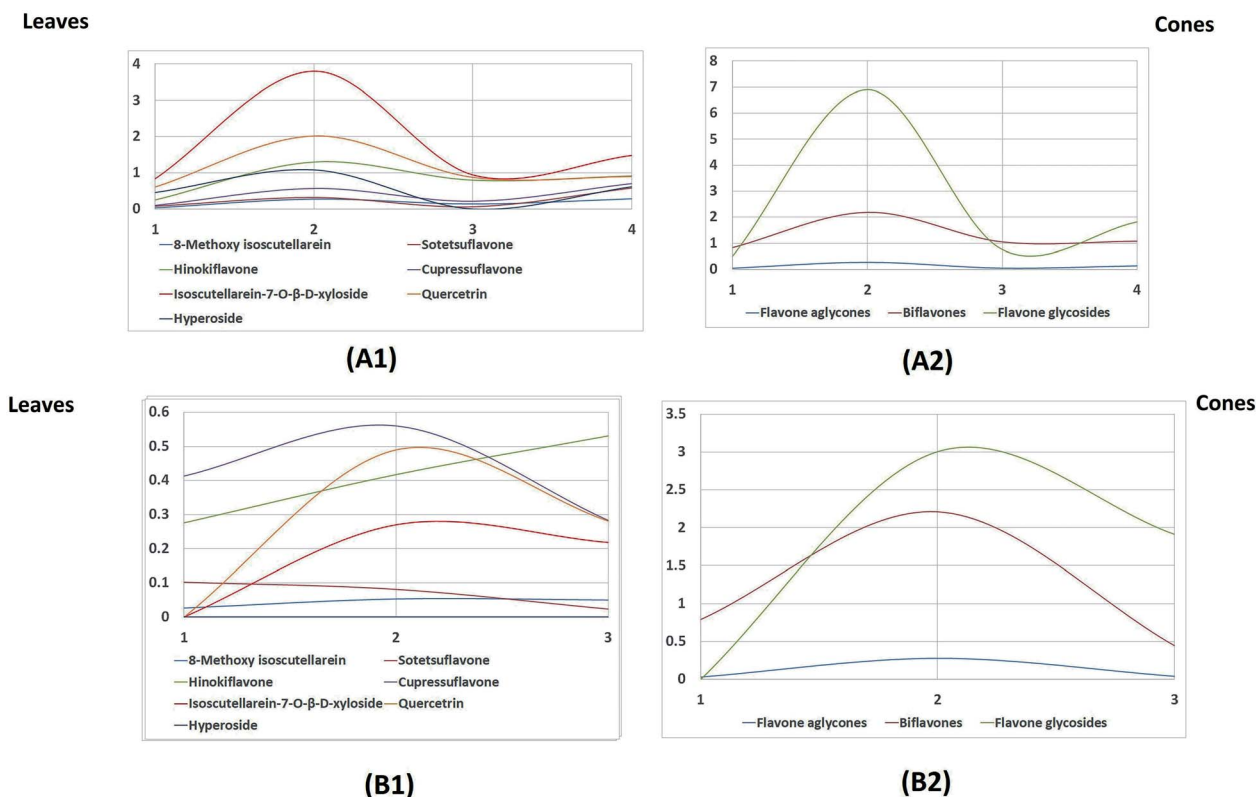 Leaves
Cones
4
3
2
1
0
1 2 3 4
8-Methoxy isoscutellarein Sotetsuflavone
Hinokiflavone Cupressuflavone
Isoscutellarein-7-O-β-D-xyloside Quercetrin
Hyperoside
(A1)
8
7
6
5
4
3
2
1
0
1 2 3 4
Flavone aglycones Biflavones Flavone glycosides
(A2)
Leaves
Cones
0.6
0.5
0.4
0.3
0.2
0.1
0
1 2 3
8-Methoxy isoscutellarein Sotetsuflavone
Hinokiflavone Cupressuflavone
Isoscutellarein-7-O-β-D-xyloside Quercetrin
Hyperoside
(B1)
3.5
3
2.5
2
1.5
1
0.5
0
1 2 3
Flavone aglycones Biflavones Flavone glycosides
(B2)